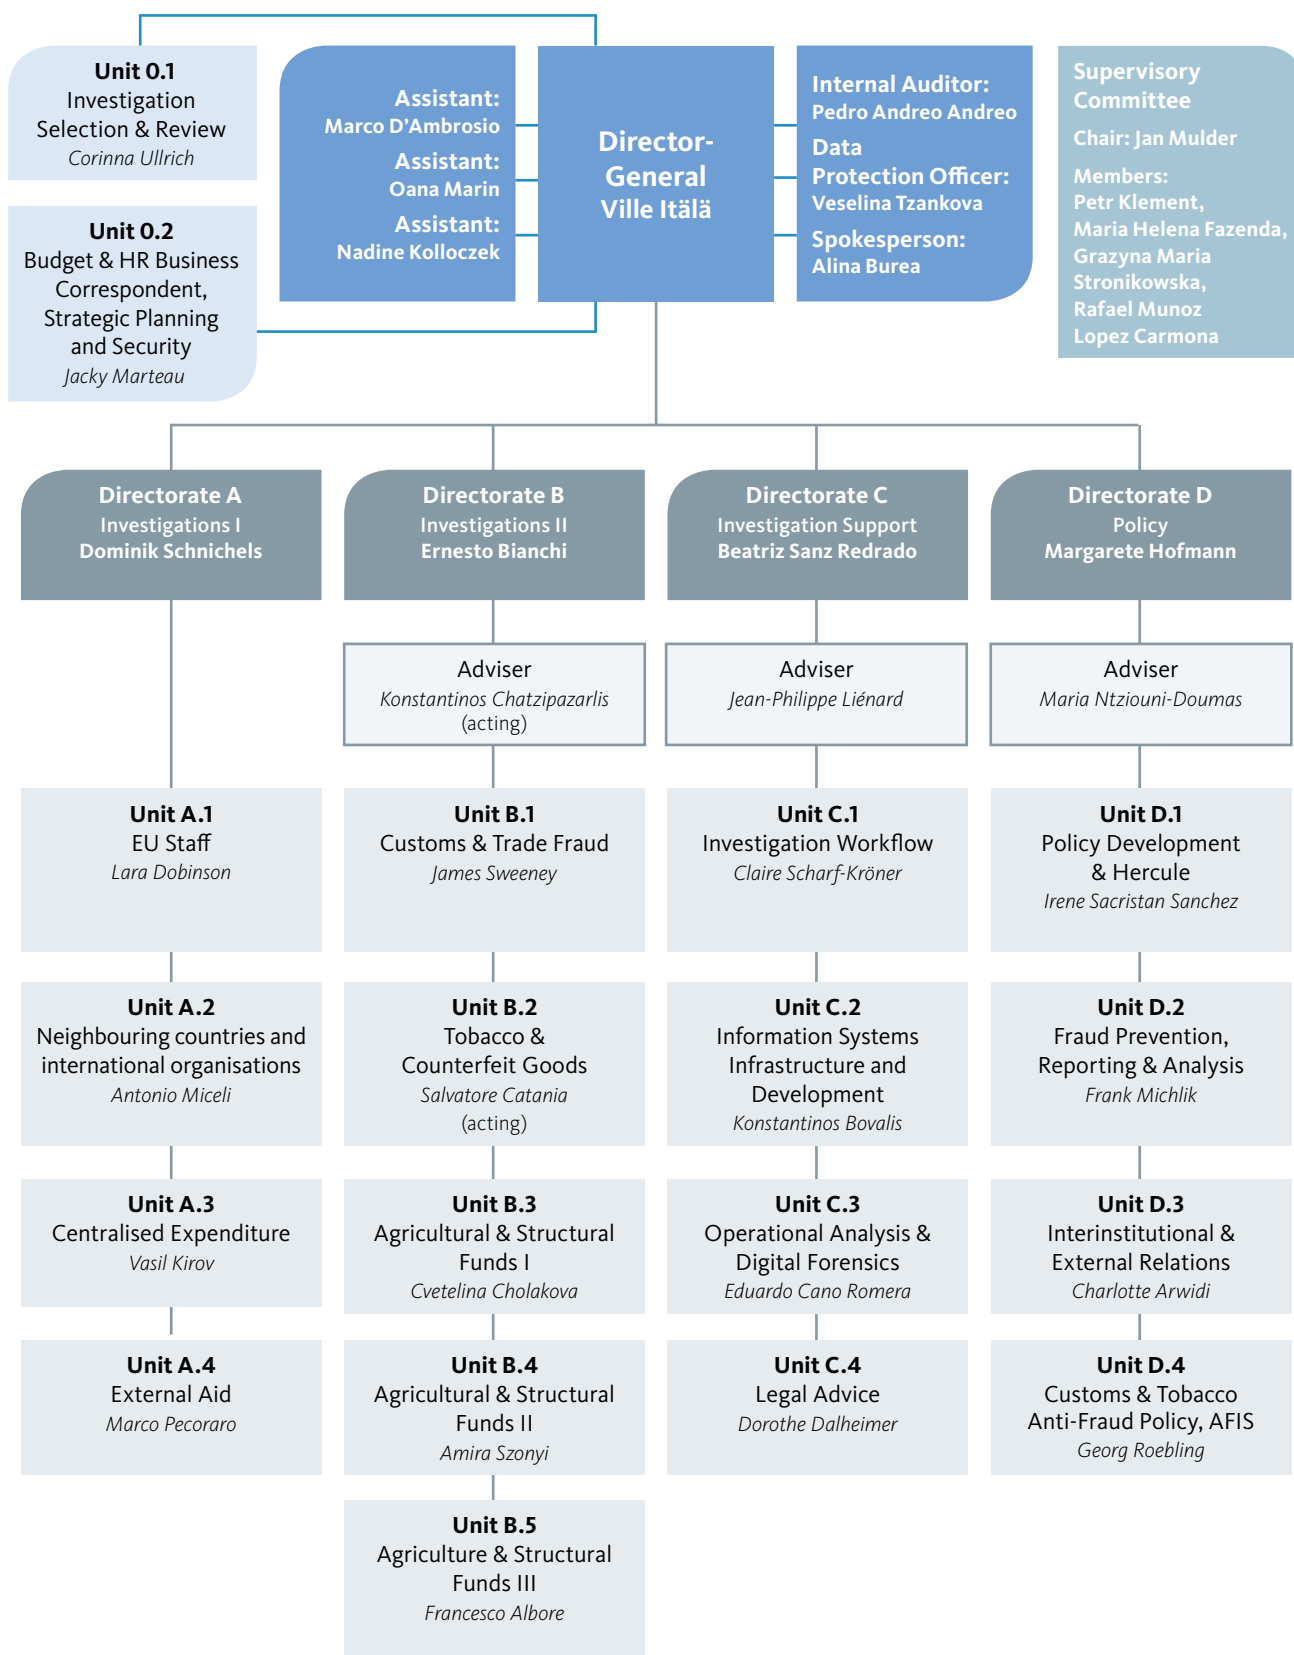 Unit 0.1
Investigation
Selection & Review
Corinna Ullrich
Unit 0.2
Budget & HR Business
Correspondent,
Strategic Planning
and Security
Jacky Marteau
Assistant:
Marco D’Ambrosio
Assistant:
Oana Marin
Assistant:
Nadine Kolloczek
Director-
General
Ville Itälä
Internal Auditor:
Pedro Andreo Andreo
Data
Protection Officer:
Veselina Tzankova
Spokesperson:
Alina Burea
Supervisory
Committee
Chair: Jan Mulder
Members:
Petr Klement,
Maria Helena Fazenda,
Grazyna Maria
Stronikowska,
Rafael Munoz
Lopez Carmona
Directorate A
Investigations I
Dominik Schnichels
Unit A.1
EU Staff
Lara Dobinson
Unit A.2
Neighbouring countries and
international organisations
Antonio Miceli
Unit A.3
Centralised Expenditure
Vasil Kirov
Unit A.4
External Aid
Marco Pecoraro
Directorate B
Investigations II
Ernesto Bianchi
Adviser
Konstantinos Chatzipazarlis
(acting)
Unit B.1
Customs & Trade Fraud
James Sweeney
Unit B.2
Tobacco &
Counterfeit Goods
Salvatore Catania
(acting)
Unit B.3
Agricultural & Structural
Funds I
Cvetelina Cholakova
Unit B.4
Agricultural & Structural
Funds II
Amira Szonyi
Unit B.5
Agriculture & Structural
Funds III
Francesco Albore
Directorate C
Investigation Support
Beatriz Sanz Redrado
Adviser
Jean-Philippe Liénard
Unit C.1
Investigation Workflow
Claire Scharf-Kröner
Unit C.2
Information Systems
Infrastructure and
Development
Konstantinos Bovalis
Unit C.3
Operational Analysis &
Digital Forensics
Eduardo Cano Romera
Unit C.4
Legal Advice
Dorothe Dalheimer
Directorate D
Policy
Margarete Hofmann
Adviser
Maria Ntziouni-Doumas
Unit D.1
Policy Development
& Hercule
Irene Sacristan Sanchez
Unit D.2
Fraud Prevention,
Reporting & Analysis
Frank Michlik
Unit D.3
Interinstitutional &
External Relations
Charlotte Arwidi
Unit D.4
Customs & Tobacco
Anti-Fraud Policy, AFIS
Georg Roebling